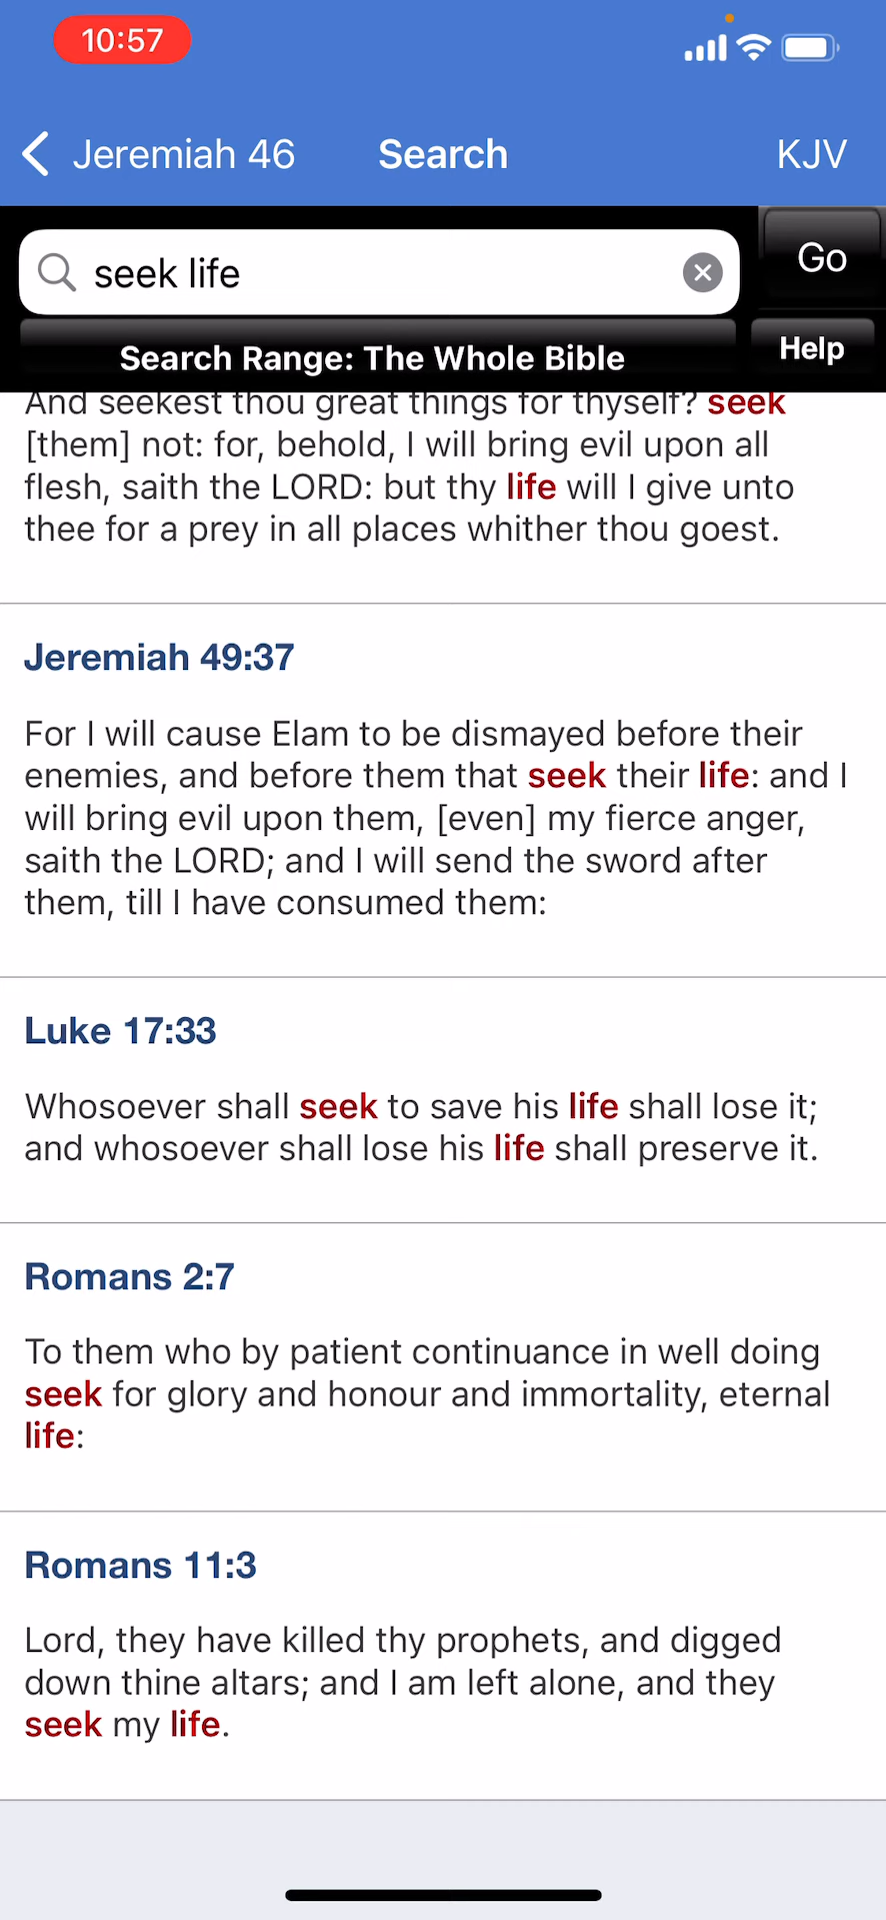 10:57
Jeremiah 46 Search KJV
seek life Go
Search Range: The Whole Bible Help
And seekest thou great things for thyself? seek
[them] not: for, behold, I will bring evil upon all
flesh, saith the LORD: but thy life will I give unto
thee for a prey in all places whither thou goest.
Jeremiah 49:37
For I will cause Elam to be dismayed before their
enemies, and before them that seek their life: and I
will bring evil upon them, [even] my fierce anger,
saith the LORD; and I will send the sword after
them, till I have consumed them:
Luke 17:33
Whosoever shall seek to save his life shall lose it;
and whosoever shall lose his life shall preserve it.
Romans 2:7
To them who by patient continuance in well doing
seek for glory and honour and immortality, eternal
life:
Romans 11:3
Lord, they have killed thy prophets, and digged
down thine altars; and I am left alone, and they
seek my life.